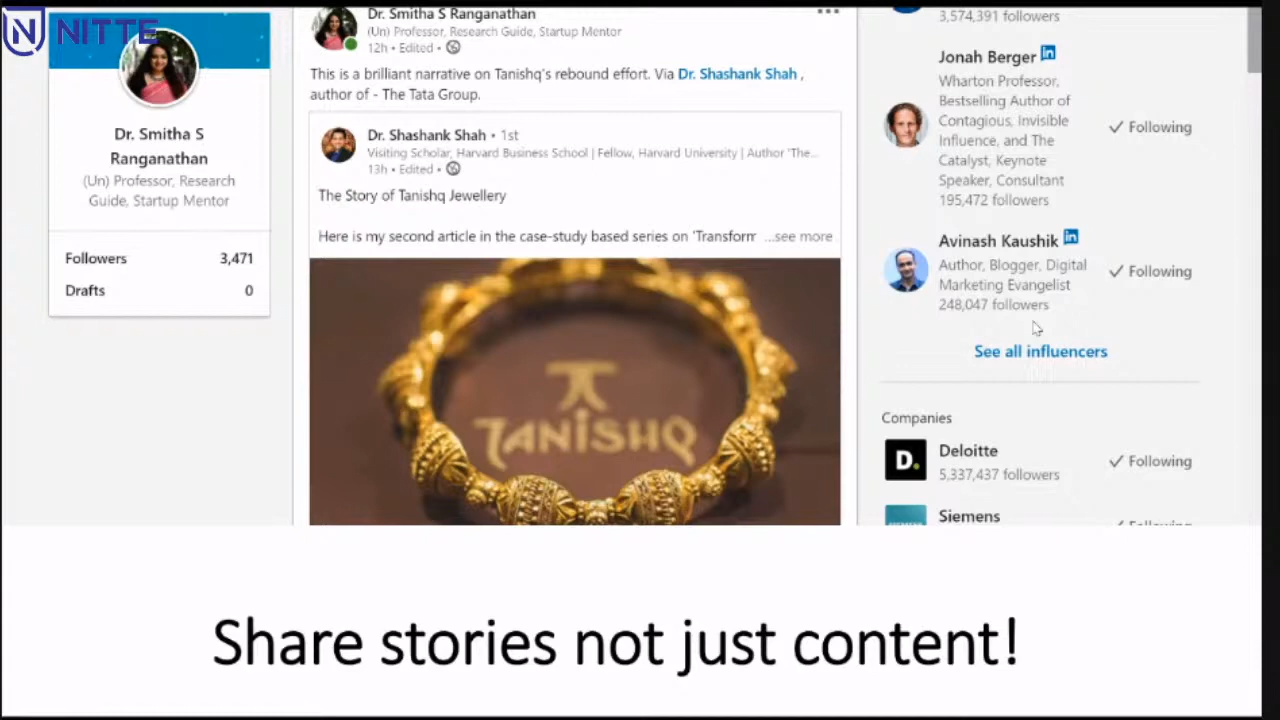 NITTE
Dr. Smitha S
Ranganathan
(Un) Professor, Research
Guide, Startup Mentor
Followers 3,471
Drafts 0
Dr. Smitha S Ranganathan
(Un) Professor, Research Guide, Startup Mentor
12h • Edited •
This is a brilliant narrative on Tanishq's rebound effort. Via Dr. Shashank Shah ,
author of - The Tata Group.
Dr. Shashank Shah • 1st
Visiting Scholar, Harvard Business School | Fellow, Harvard University | Author 'The...
13h • Edited •
The Story of Tanishq Jewellery
Here is my second article in the case-study based series on 'Transform ...see more
TANISHQ
3,574,391 followers
Jonah Berger in
Wharton Professor,
Bestselling Author of
Contagious, Invisible
Influence, and The
Catalyst, Keynote
Speaker, Consultant
195,472 followers
Following
Avinash Kaushik in
Author, Blogger, Digital
Marketing Evangelist
248,047 followers
Following
See all influencers
Companies
D.
Deloitte
5,337,437 followers
Following
Siemens
Following
Share stories not just content!